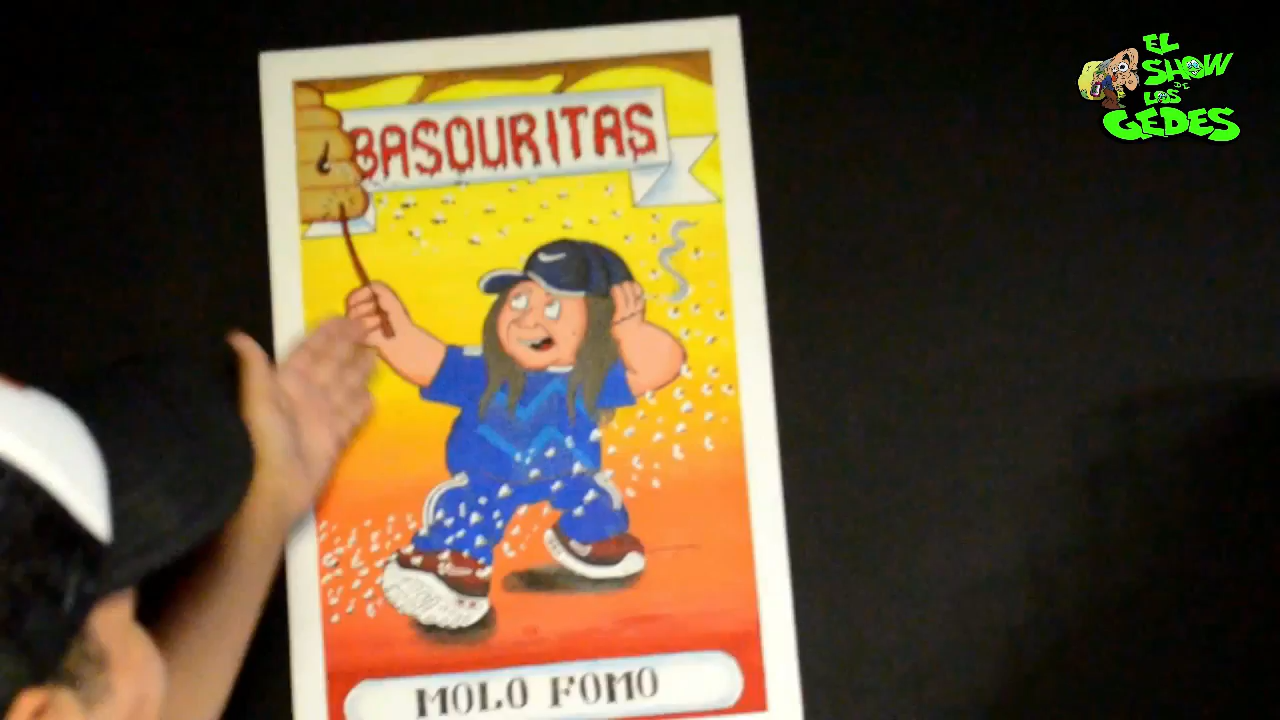 EL
SHOW
DE
LOS
GEDES
BASOURITAS
MOLO FOMO